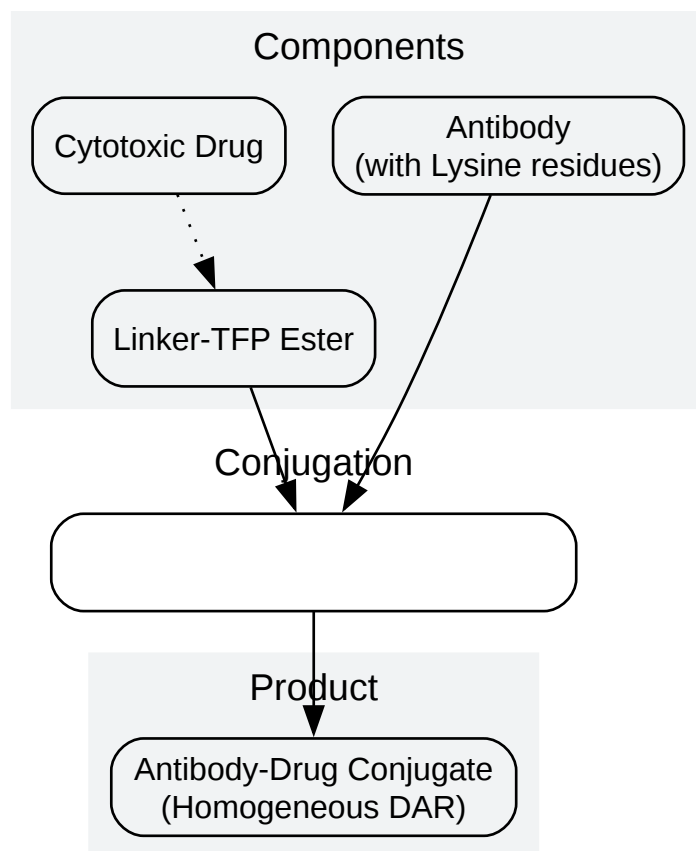 Components
Cytotoxic Drug
Antibody
(with Lysine residues)
Linker-TFP Ester
Conjugation
Product
Antibody-Drug Conjugate
(Homogeneous DAR)